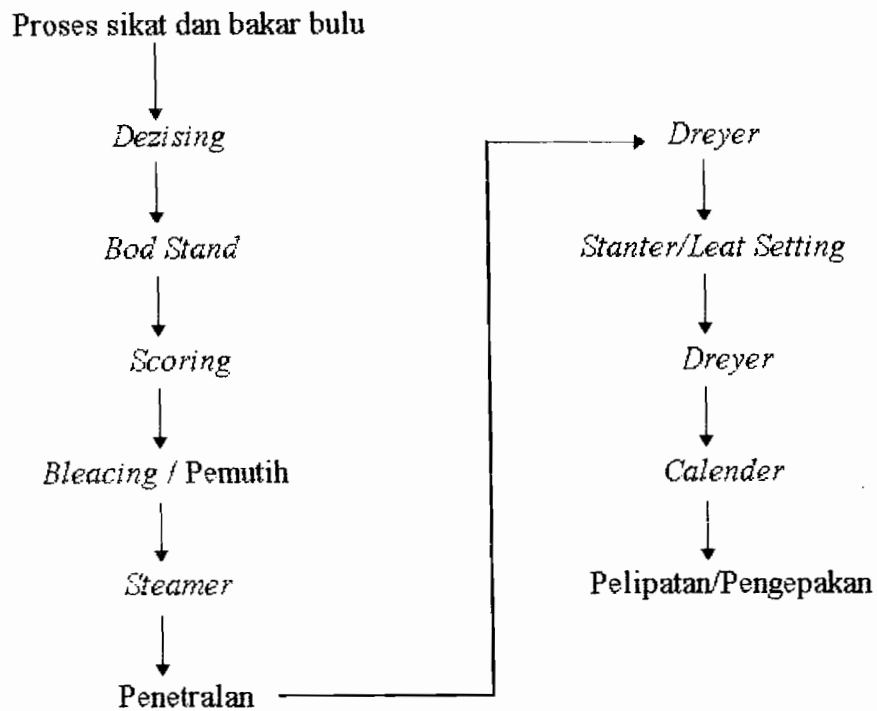 Proses sikat dan bakar bulu
Dezising
Bod Stand
Scoring
Bleacing / Pemutih
Steamer
Penetralan
Dreyer
Stanter/Leat Setting
Dreyer
Calender
Pelipatan/Pengepakan